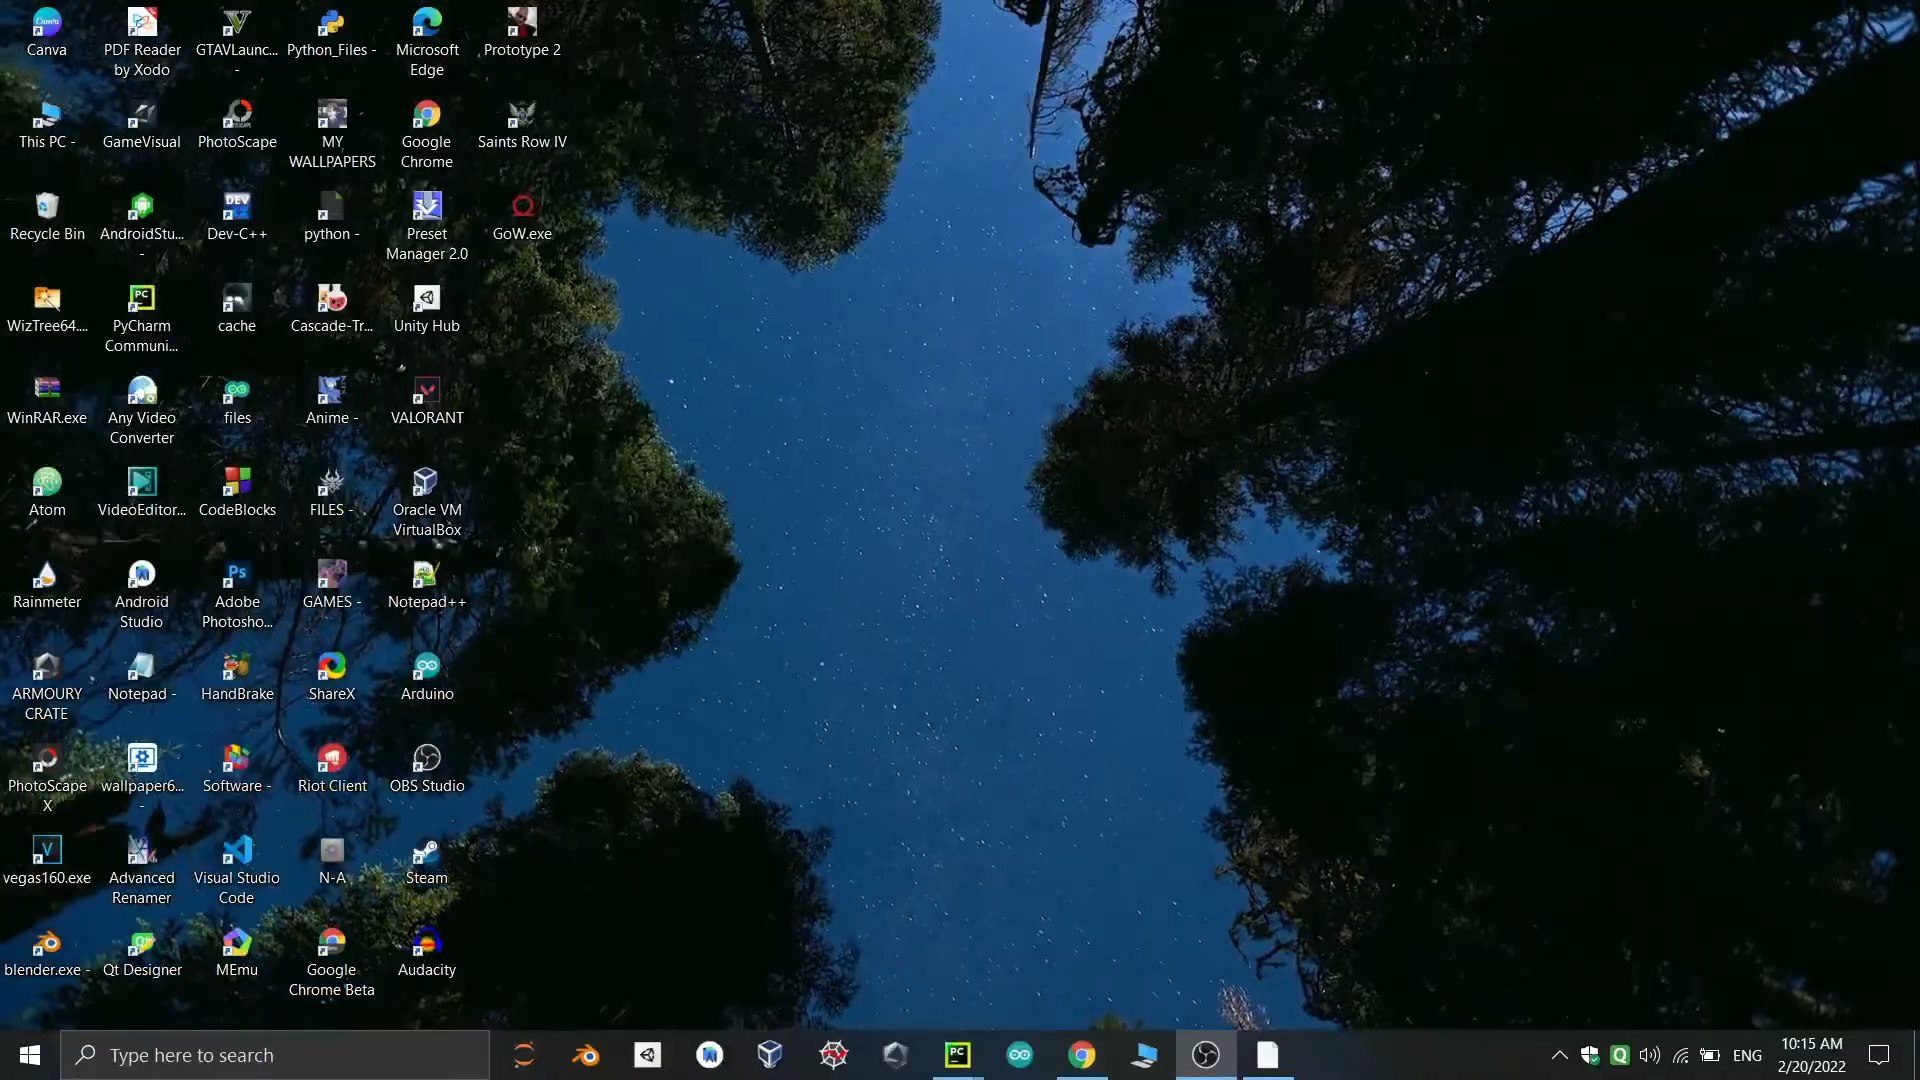 Canva
PDF Reader
by Xodo
GTAVLaunc...
-
Python_Files -
Microsoft
Edge
Prototype 2
This PC -
GameVisual
PhotoScape
MY
WALLPAPERS
Google
Chrome
Saints Row IV
Recycle Bin
AndroidStu...
-
Dev-C++
python -
Preset
Manager 2.0
GoW.exe
WizTree64....
PyCharm
Communi...
cache
Cascade-Tr...
Unity Hub
WinRAR.exe
Any Video
Converter
files
Anime -
VALORANT
Atom
VideoEditor...
CodeBlocks
FILES -
Oracle VM
VirtualBox
Rainmeter
Android
Studio
Adobe
Photosho...
GAMES -
Notepad++
ARMOURY
CRATE
Notepad -
HandBrake
ShareX
Arduino
PhotoScape
X
wallpaper6...
-
Software -
Riot Client
OBS Studio
vegas160.exe
Advanced
Renamer
Visual Studio
Code
N-A
Steam
blender.exe -
Qt Designer
MEmu
Google
Chrome Beta
Audacity
Type here to search
ENG
10:15 AM
2/20/2022